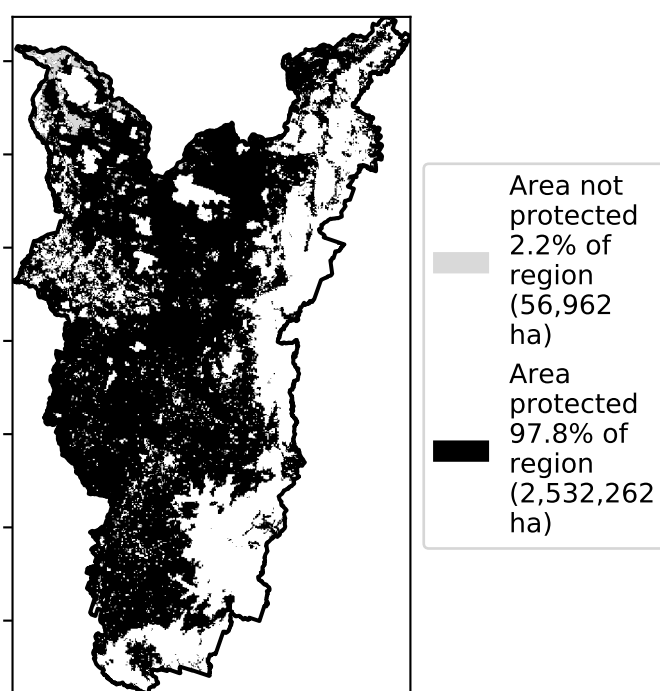 Area not
protected
2.2% of
region
(56,962
ha)
Area
protected
97.8% of
region
(2,532,262
ha)